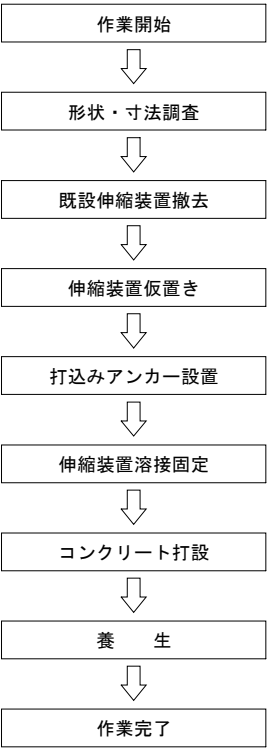 作業開始
形状・寸法調査
既設伸縮装置撤去
伸縮装置仮置き
打込みアンカー設置
伸縮装置溶接固定
コンクリート打設
養　　生
作業完了